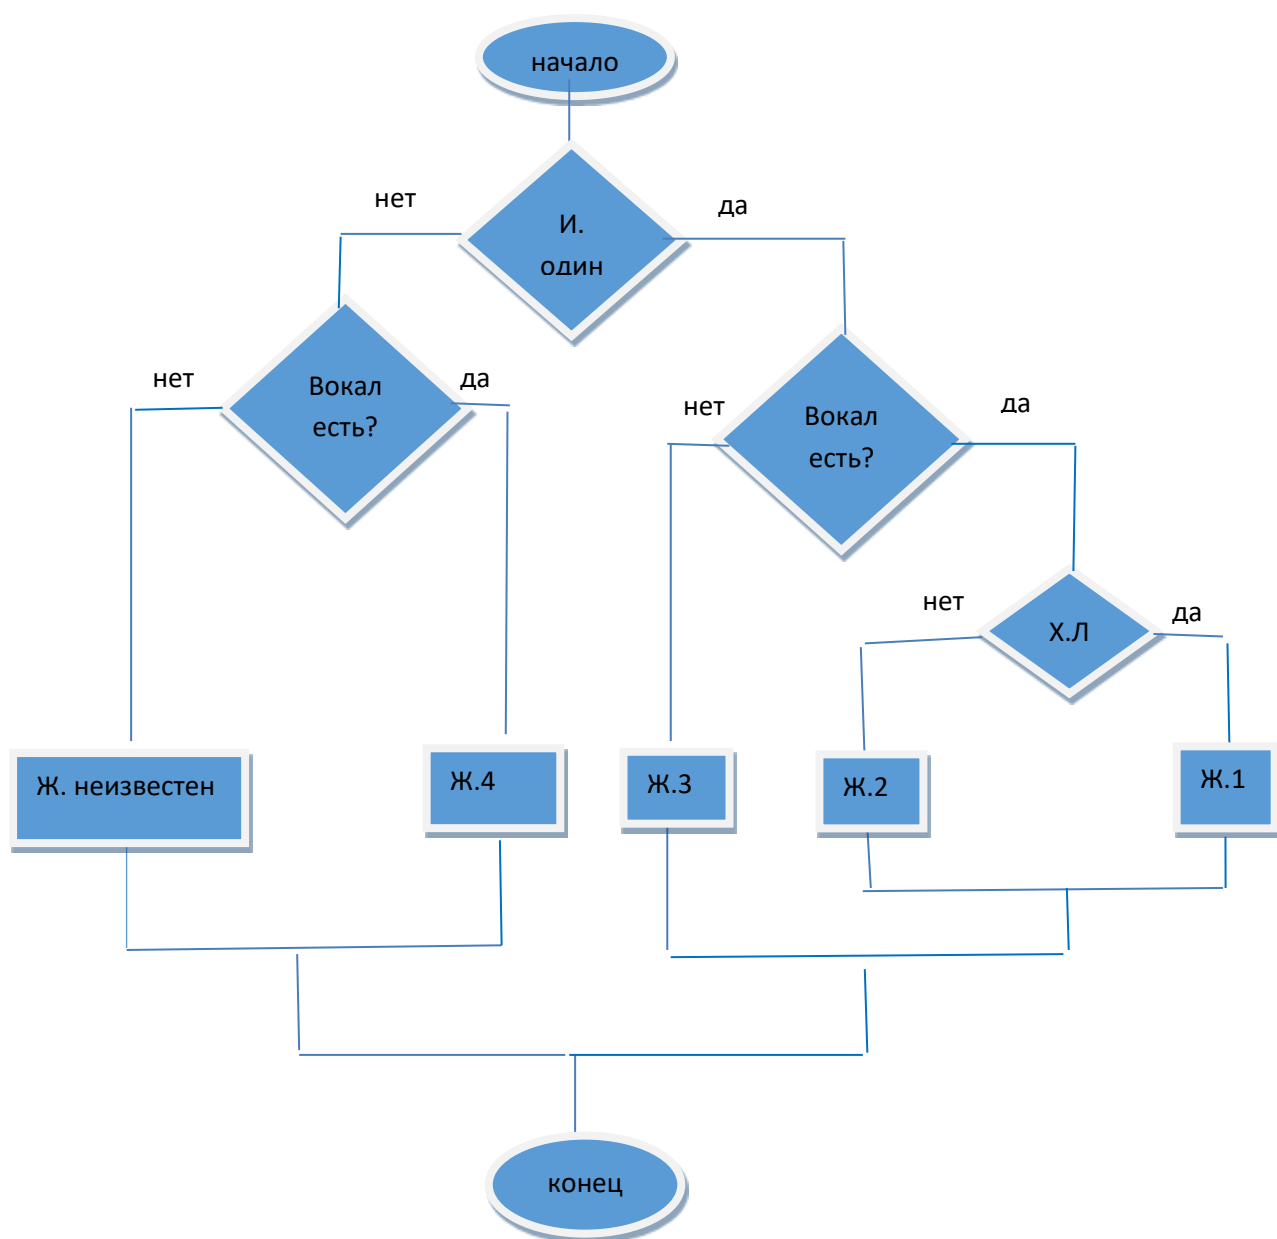 начало
нет
да
И.
один
нет
Вокал
есть?
да
нет
Вокал
есть?
да
нет
Х.Л
да
Ж. неизвестен
Ж.4
Ж.3
Ж.2
Ж.1
конец